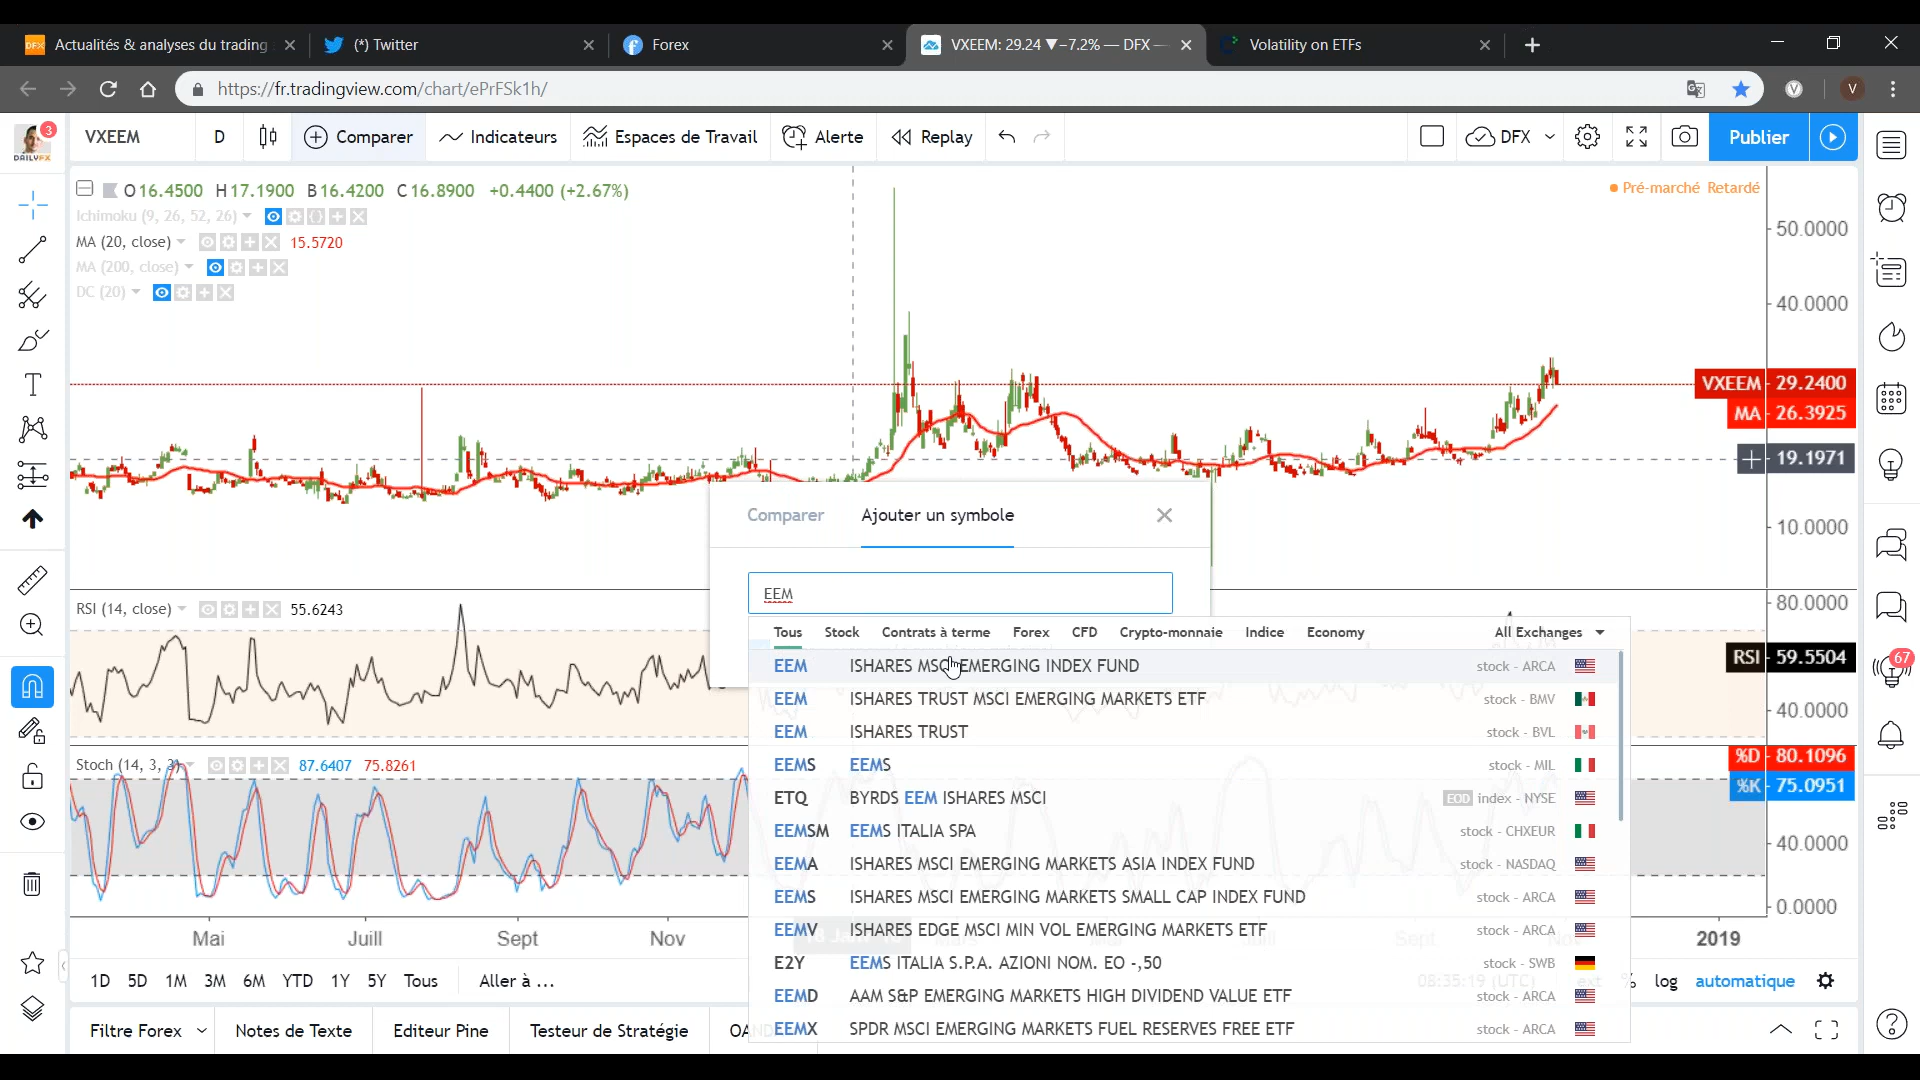 Actualités & analyses du trading
(*) Twitter
Forex
VXEEM: 29.24 ▼−7.2% — DFX —
Volatility on ETFs
https://fr.tradingview.com/chart/ePrFSk1h/
V
V
3
DAILYFX
VXEEM
D
Comparer
Indicateurs
Espaces de Travail
Alerte
Replay
DFX
Publier
O 16.4500 H 17.1900 B 16.4200 C 16.8900 +0.4400 (+2.67%)
Pré-marché Retardé
Ichimoku (9, 26, 52, 26)
MA (20, close) 15.5720
MA (200, close)
DC (20)
50.0000
40.0000
VXEEM 29.2400
MA 26.3925
19.1971
10.0000
Comparer
Ajouter un symbole
EEM
RSI (14, close) 55.6243
80.0000
RSI 59.5504
40.0000
67
Tous Stock Contrats à terme Forex CFD Crypto-monnaie Indice Economy All Exchanges
EEM ISHARES MSCI EMERGING INDEX FUND stock - ARCA
EEM ISHARES TRUST MSCI EMERGING MARKETS ETF stock - BMV
EEM ISHARES TRUST stock - BVL
EEMS EEMS stock - MIL
ETQ BYRDS EEM ISHARES MSCI EOD index - NYSE
EEMSM EEMS ITALIA SPA stock - CHXEUR
EEMA ISHARES MSCI EMERGING MARKETS ASIA INDEX FUND stock - NASDAQ
EEMS ISHARES MSCI EMERGING MARKETS SMALL CAP INDEX FUND stock - ARCA
EEMV ISHARES EDGE MSCI MIN VOL EMERGING MARKETS ETF stock - ARCA
E2Y EEMS ITALIA S.P.A. AZIONI NOM. EO -,50 stock - SWB
EEMD AAM S&P EMERGING MARKETS HIGH DIVIDEND VALUE ETF stock - ARCA
EEMX SPDR MSCI EMERGING MARKETS FUEL RESERVES FREE ETF stock - ARCA
Stoch (14, 3, 3) 87.6407 75.8261
%D 80.1096
%K 75.0951
40.0000
0.0000
Mai Juill Sept Nov Sept 2019
1D 5D 1M 3M 6M YTD 1Y 5Y Tous Aller à ...
08:35:19 (UTC) ext % log automatique
Filtre Forex Notes de Texte Editeur Pine Testeur de Stratégie